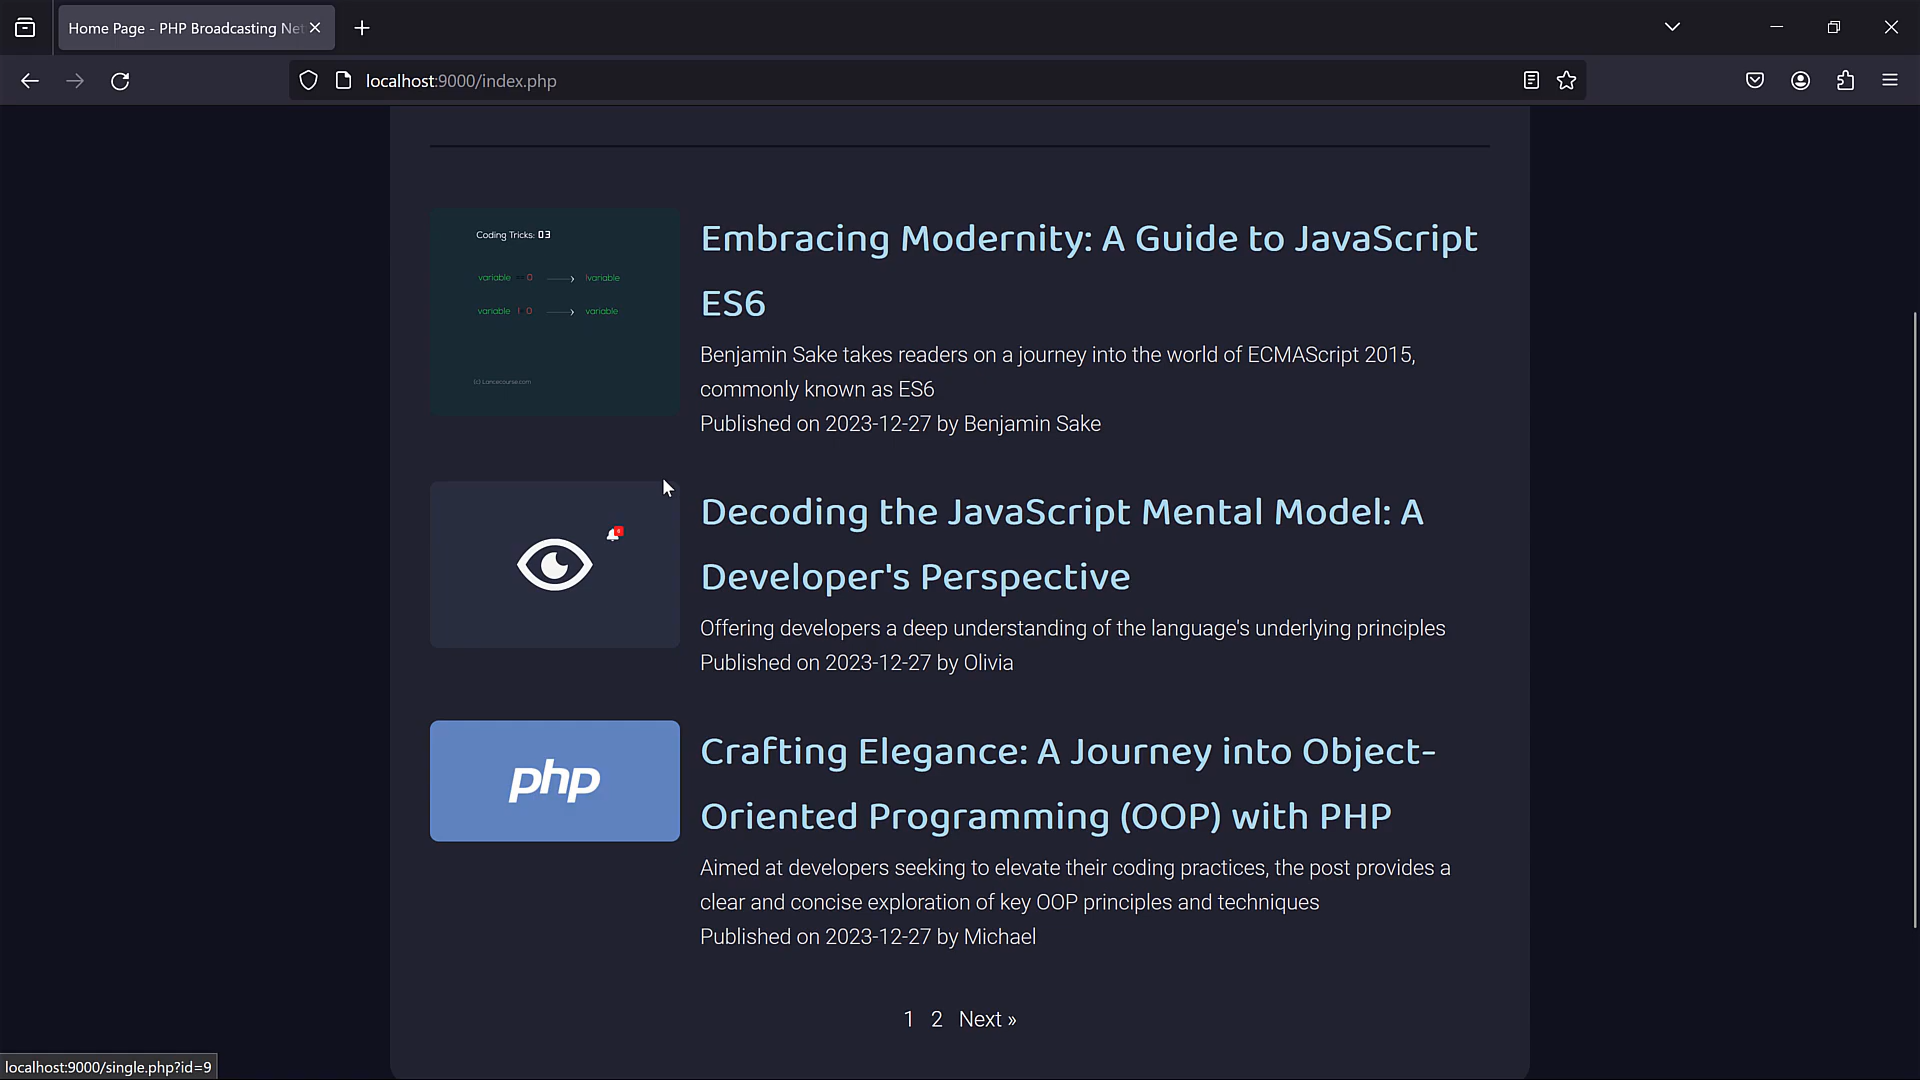 Home Page - PHP Broadcasting Net
localhost:9000/index.php
Coding Tricks: 03
variable 0 !variable
variable ! 0 variable
(c) Lancecourse.com
Embracing Modernity: A Guide to JavaScript
ES6
Benjamin Sake takes readers on a journey into the world of ECMAScript 2015,
commonly known as ES6
Published on 2023-12-27 by Benjamin Sake
Decoding the JavaScript Mental Model: A
Developer's Perspective
Offering developers a deep understanding of the language's underlying principles
Published on 2023-12-27 by Olivia
php
Crafting Elegance: A Journey into Object-
Oriented Programming (OOP) with PHP
Aimed at developers seeking to elevate their coding practices, the post provides a
clear and concise exploration of key OOP principles and techniques
Published on 2023-12-27 by Michael
1 2 Next »
localhost:9000/single.php?id=9